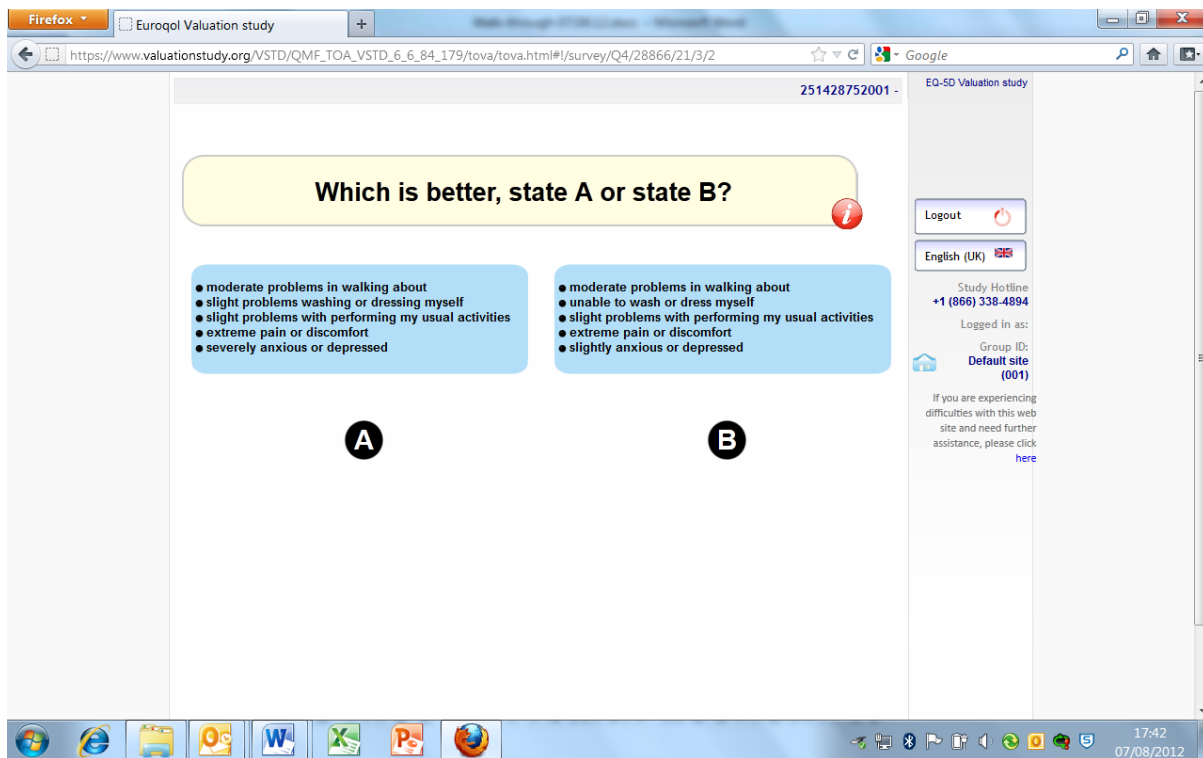 Firefox
Euroqol Valuation study
+
https://www.valuationstudy.org/VSTD/QMF_TOA_VSTD_6_6_84_179/tova/tova.html#!/survey/Q4/28866/21/3/2
Google
251428752001 -
EQ-5D Valuation study
Which is better, state A or state B?
i
Logout
English (UK)
Study Hotline
+1 (866) 338-4894
Logged in as:
Group ID:
Default site
(001)
If you are experiencing
difficulties with this web
site and need further
assistance, please click
here
● moderate problems in walking about
● slight problems washing or dressing myself
● slight problems with performing my usual activities
● extreme pain or discomfort
● severely anxious or depressed
● moderate problems in walking about
● unable to wash or dress myself
● slight problems with performing my usual activities
● extreme pain or discomfort
● slightly anxious or depressed
A
B
17:42
07/08/2012